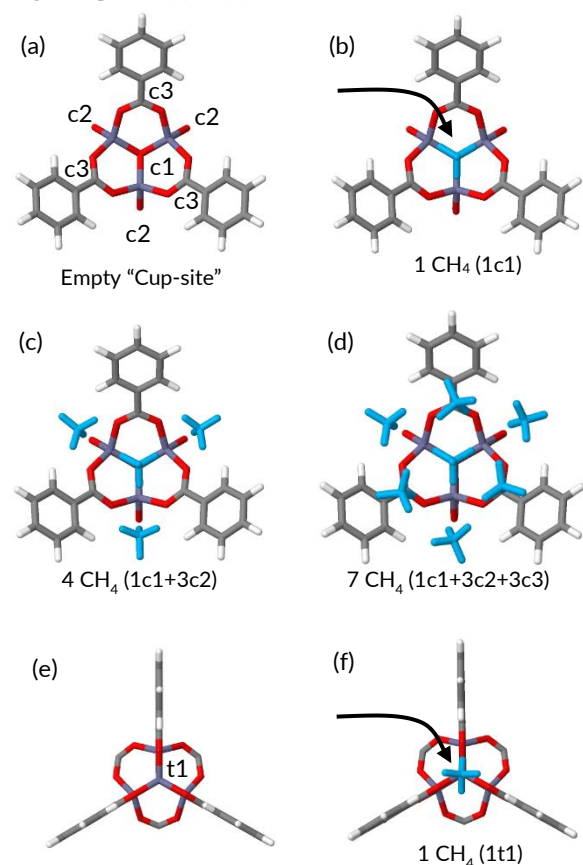 (a)
(b)
c3
c2
c2
c3
c1
c3
c2
Empty “Cup-site”
1 CH₄ (1c1)
(c)
(d)
4 CH₄ (1c1+3c2)
7 CH₄ (1c1+3c2+3c3)
(e)
(f)
t1
1 CH₄ (1t1)